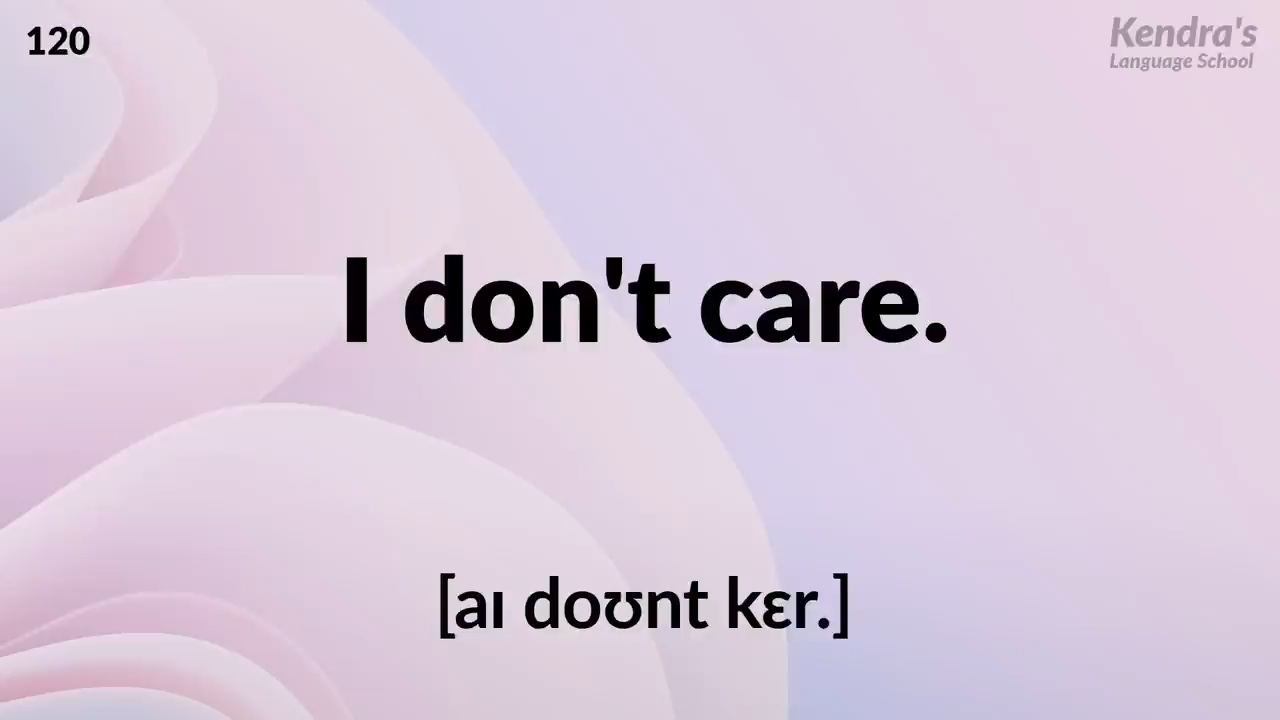 120
Kendra's
Language School
I don't care.
[aɪ doʊnt kɛr.]